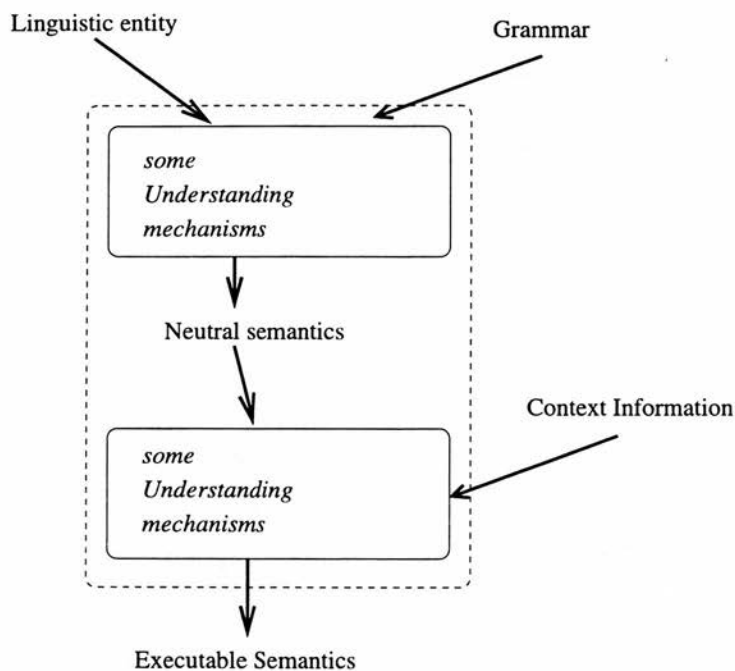 Linguistic entity
Grammar
some
Understanding
mechanisms
Neutral semantics
Context Information
some
Understanding
mechanisms
Executable Semantics